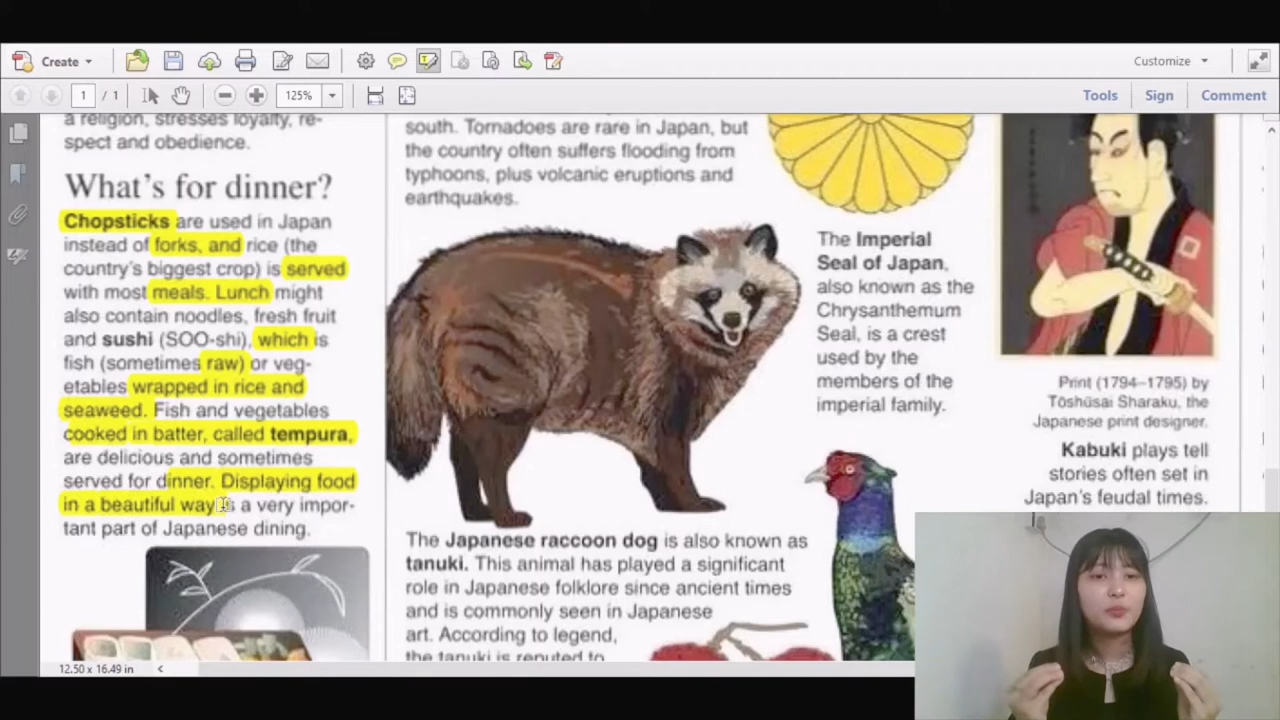 Create
Customize
1 / 1
125%
Tools
Sign
Comment
a religion, stresses loyalty, re-
spect and obedience.
What's for dinner?
Chopsticks are used in Japan
instead of forks, and rice (the
country's biggest crop) is served
with most meals. Lunch might
also contain noodles, fresh fruit
and sushi (SOO-shi), which is
fish (sometimes raw) or veg-
etables wrapped in rice and
seaweed. Fish and vegetables
cooked in batter, called tempura,
are delicious and sometimes
served for dinner. Displaying food
in a beautiful way is a very impor-
tant part of Japanese dining.
south. Tornadoes are rare in Japan, but
the country often suffers flooding from
typhoons, plus volcanic eruptions and
earthquakes.
The Imperial
Seal of Japan,
also known as the
Chrysanthemum
Seal, is a crest
used by the
members of the
imperial family.
The Japanese raccoon dog is also known as
tanuki. This animal has played a significant
role in Japanese folklore since ancient times
and is commonly seen in Japanese
art. According to legend,
the tanuki is reputed to
Print (1794–1795) by
Tōshūsai Sharaku, the
Japanese print designer.
Kabuki plays tell
stories often set in
Japan's feudal times.
12.50 x 16.49 in